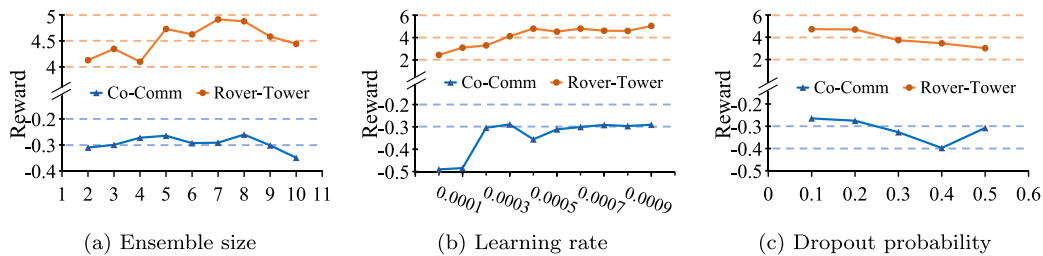 5
4.5
4
Reward
Co-Comm
Rover-Tower
-0.2
-0.3
-0.4
1 2 3 4 5 6 7 8 9 10 11
(a) Ensemble size
6
4
2
Reward
Co-Comm
Rover-Tower
-0.2
-0.3
-0.4
-0.5
0.0001 0.0003 0.0005 0.0007 0.0009
(b) Learning rate
6
4
2
Reward
Co-Comm
Rover-Tower
-0.2
-0.3
-0.4
-0.5
0 0.1 0.2 0.3 0.4 0.5 0.6
(c) Dropout probability